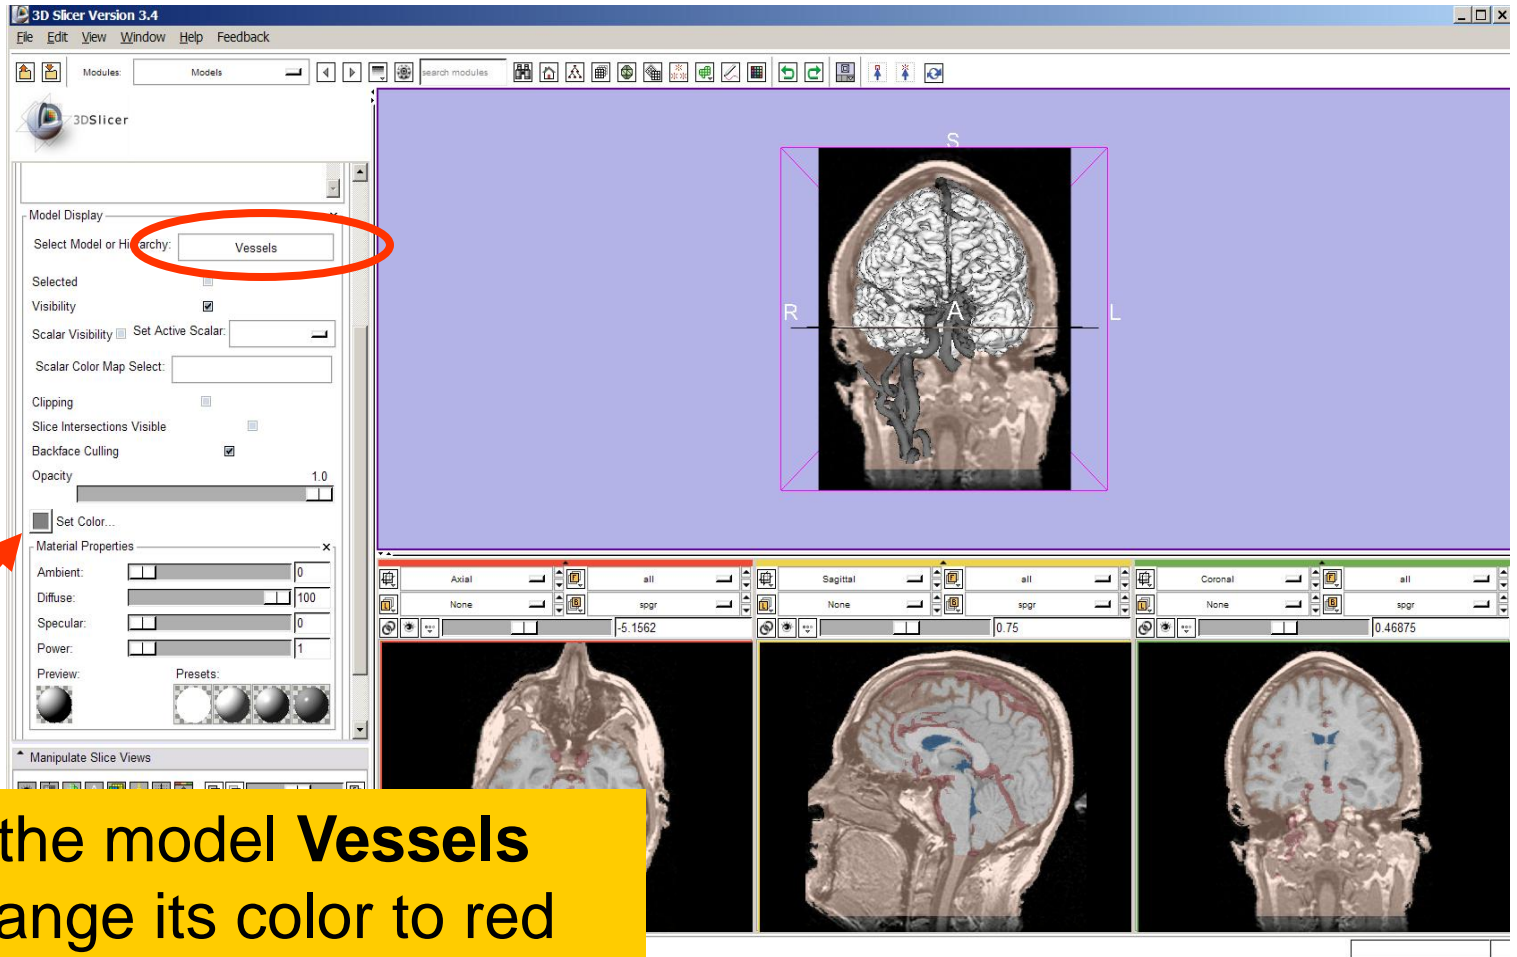 3D Slicer Version 3.4
File Edit View Window Help Feedback
Modules: Models search modules
3DSlicer
Model Display
Select Model or Hierarchy: Vessels
Selected
Visibility
Scalar Visibility Set Active Scalar:
Scalar Color Map Select:
Clipping
Slice Intersections Visible
Backface Culling
Opacity 1.0
Set Color...
Material Properties
Ambient: 0
Diffuse: 100
Specular: 0
Power: 1
Preview: Presets:
Manipulate Slice Views
S
R A L
Axial all
None spgr
-5.1562
Sagittal all
None spgr
0.75
Coronal all
None spgr
0.46875
the model Vessels
ange its color to red